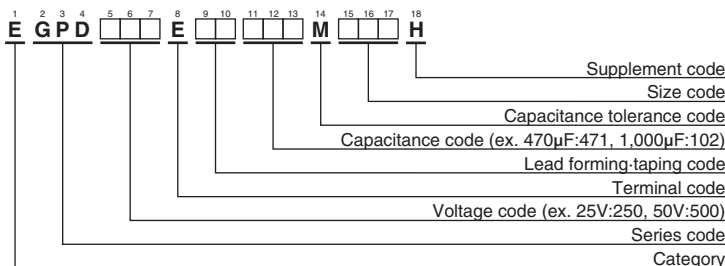 1 2 3 4 5 6 7 8 9 10 11 12 13 14 15 16 17 18
E G P D E M H
Supplement code
Size code
Capacitance tolerance code
Capacitance code (ex. 470µF:471, 1,000µF:102)
Lead forming·taping code
Terminal code
Voltage code (ex. 25V:250, 50V:500)
Series code
Category